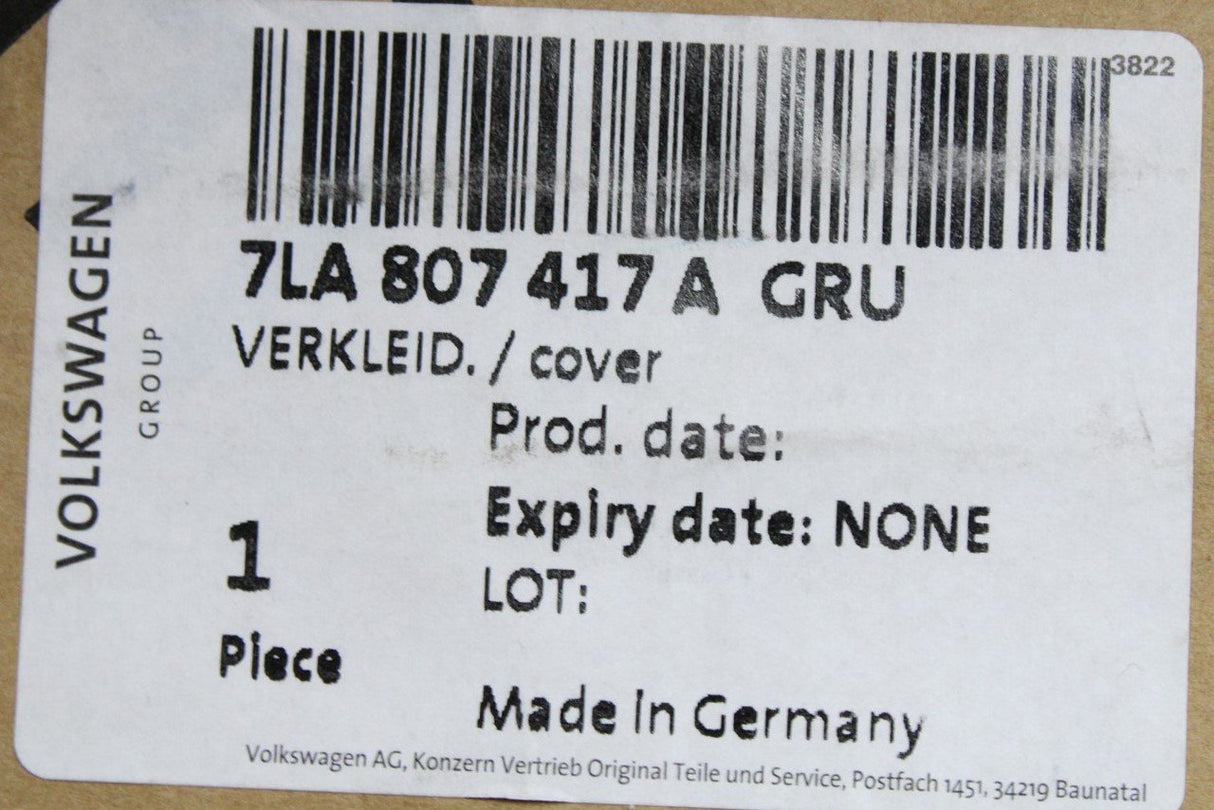 3822
7LA 807 417 A GRU
VERKLEID. / cover
Prod. date:
Expiry date: NONE
LOT:
1
Piece
Made in Germany
Volkswagen AG, Konzern Vertrieb Original Teile und Service, Postfach 1451, 34219 Baunatal
VOLKSWAGEN
GROUP